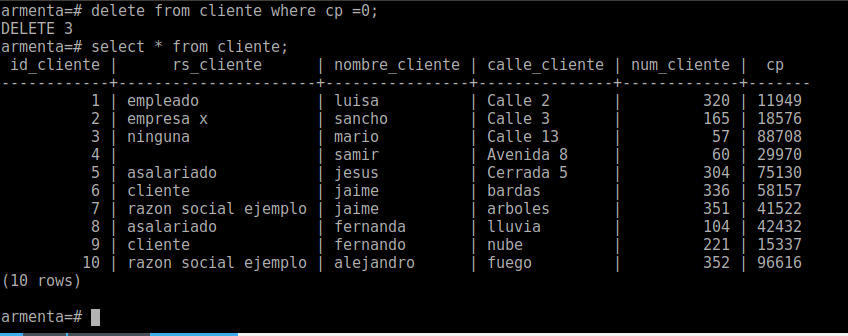 armenta=# delete from cliente where cp =0;
DELETE 3
armenta=# select * from cliente;
 id_cliente |      rs_cliente      | nombre_cliente | calle_cliente | num_cliente |  cp
------------+----------------------+----------------+---------------+-------------+-------
          1 | empleado             | luisa          | Calle 2       |         320 | 11949
          2 | empresa x            | sancho         | Calle 3       |         165 | 18576
          3 | ninguna              | mario          | Calle 13      |          57 | 88708
          4 |                      | samir          | Avenida 8     |          60 | 29970
          5 | asalariado           | jesus          | Cerrada 5     |         304 | 75130
          6 | cliente              | jaime          | bardas        |         336 | 58157
          7 | razon social ejemplo | jaime          | arboles       |         351 | 41522
          8 | asalariado           | fernanda       | lluvia        |         104 | 42432
          9 | cliente              | fernando       | nube          |         221 | 15337
         10 | razon social ejemplo | alejandro      | fuego         |         352 | 96616
(10 rows)
armenta=#